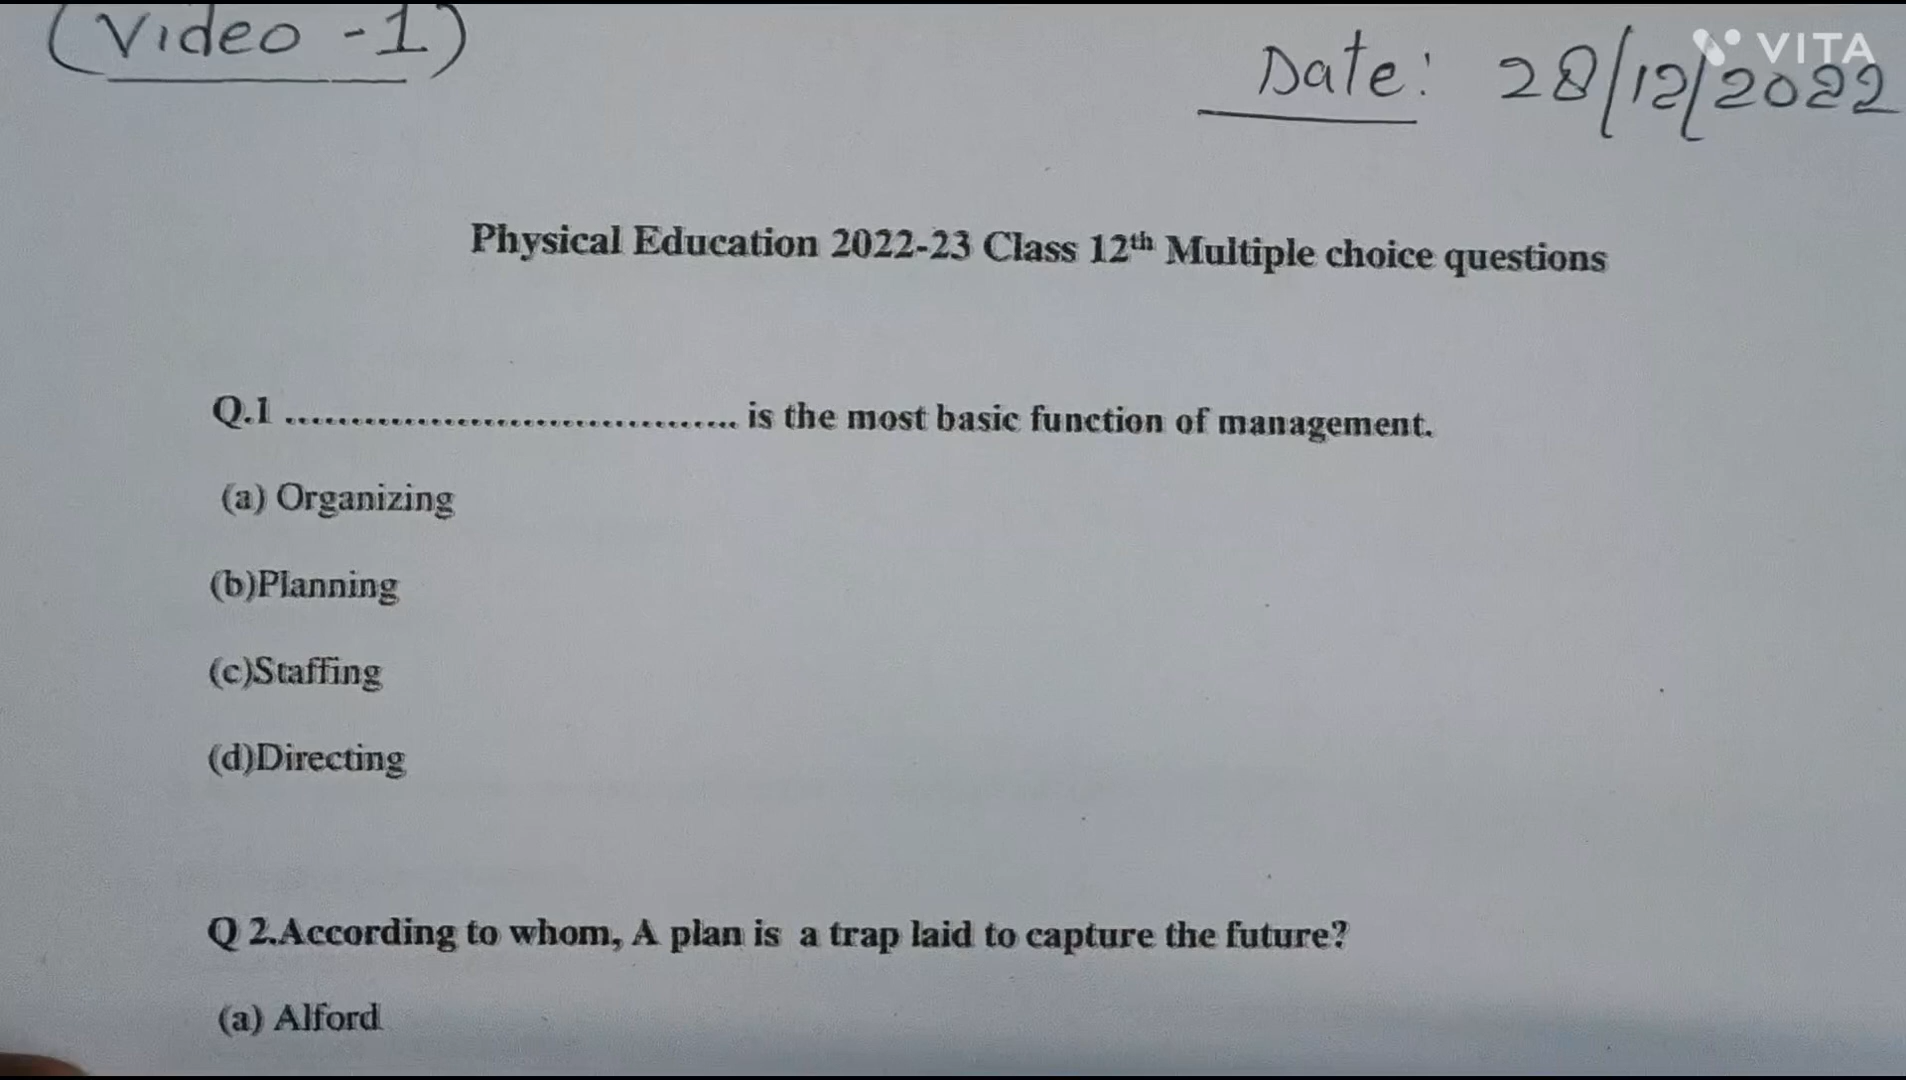 (Video -1)
VITA
Date: 28/12/2022
Physical Education 2022-23 Class 12th Multiple choice questions
Q.1 .................................. is the most basic function of management.
(a) Organizing
(b)Planning
(c)Staffing
(d)Directing
Q 2.According to whom, A plan is a trap laid to capture the future?
(a) Alford